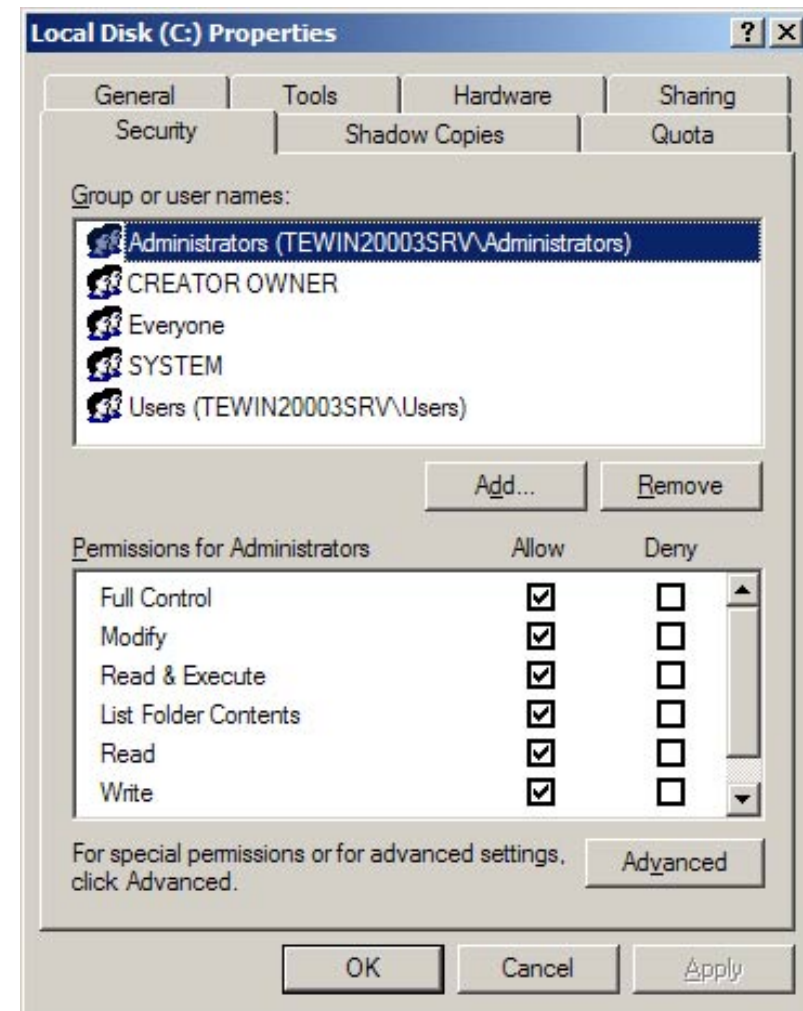 Local Disk (C:) Properties
General Tools Hardware Sharing
Security Shadow Copies Quota
Group or user names:
Administrators (TEWIN20003SRV\Administrators)
CREATOR OWNER
Everyone
SYSTEM
Users (TEWIN20003SRV\Users)
Add... Remove
Permissions for Administrators Allow Deny
Full Control
Modify
Read & Execute
List Folder Contents
Read
Write
For special permissions or for advanced settings,
click Advanced.
Advanced
OK Cancel Apply